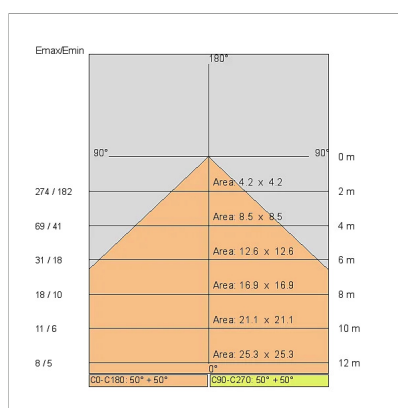 Emax/Emin
180°
90° 90° 0 m
Area: 4.2 x 4.2
274 / 182 2 m
Area: 8.5 x 8.5
69 / 41 4 m
Area: 12.6 x 12.6
31 / 18 6 m
Area: 16.9 x 16.9
18 / 10 8 m
Area: 21.1 x 21.1
11 / 6 10 m
Area: 25.3 x 25.3
8 / 5 12 m
0°
C0-C180: 50° + 50° C90-C270: 50° + 50°